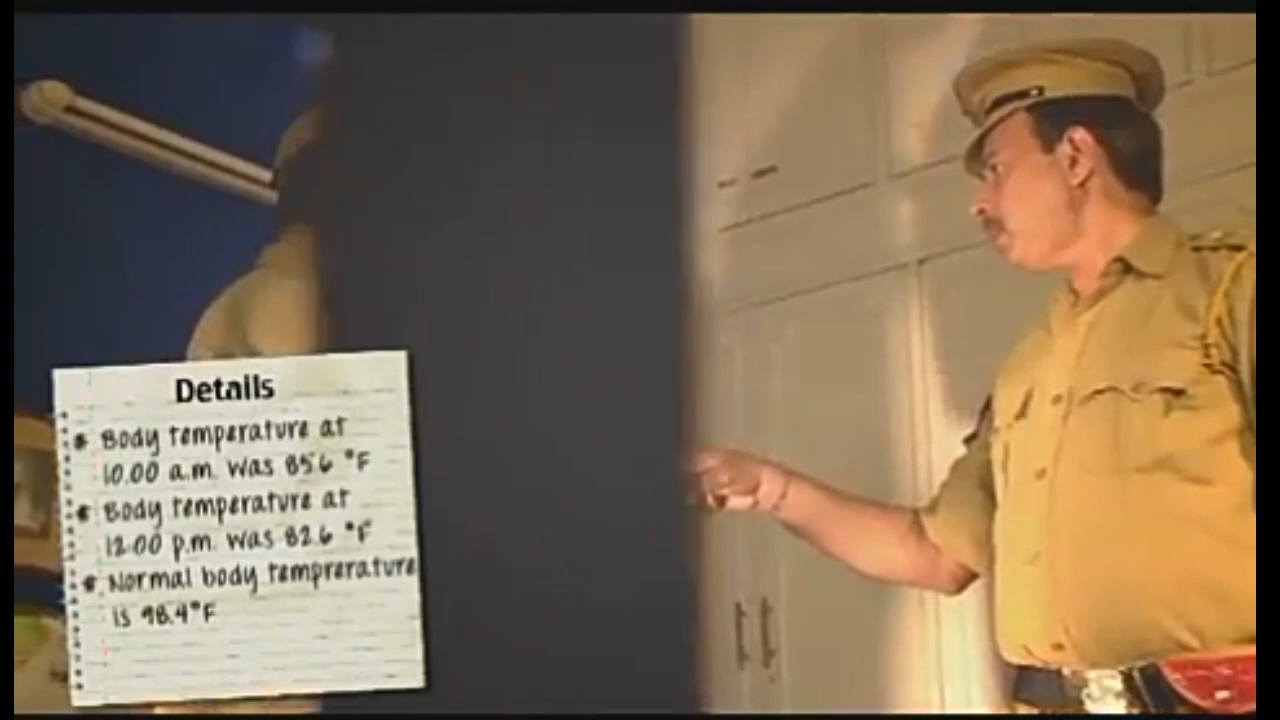 Details
* Body temperature at
10.00 a.m. was 85.6 °F
* Body temperature at
12.00 p.m. was 82.6 °F
* Normal body temprerature
is 98.4°F